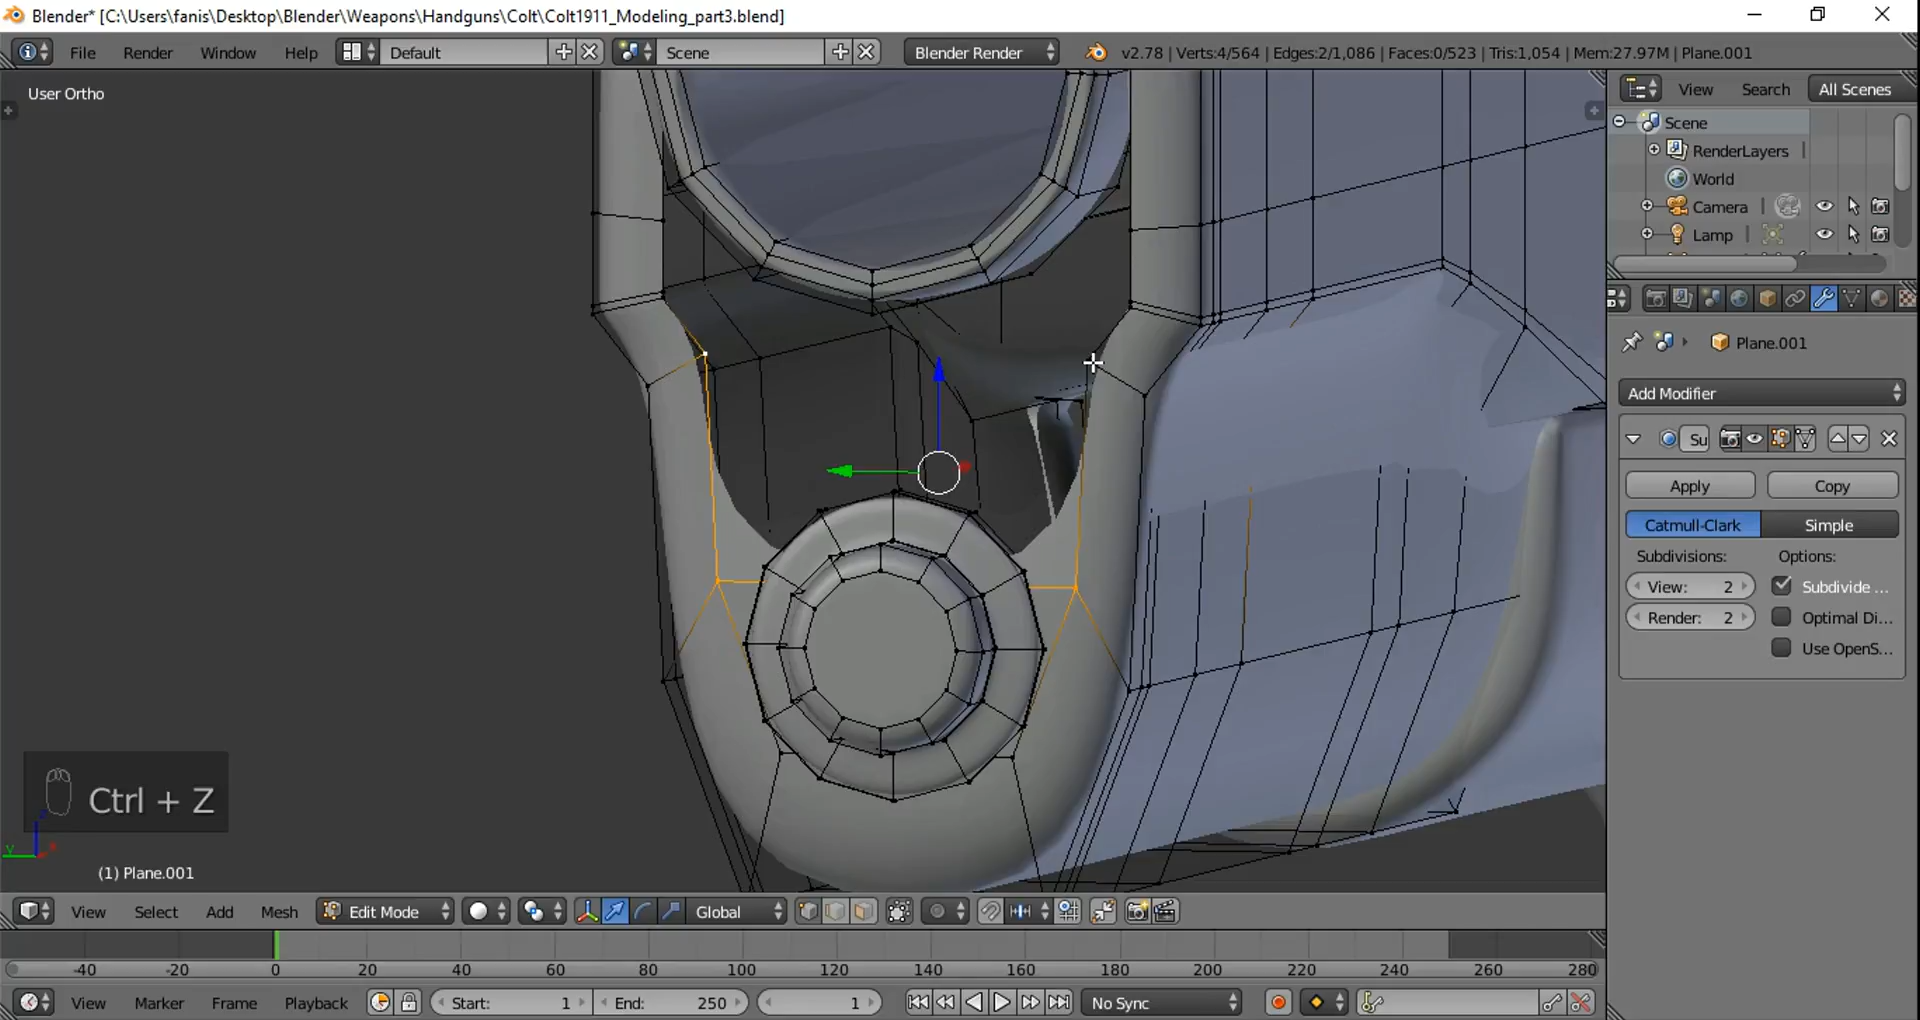 Blender* [C:\Users\fanis\Desktop\Blender\Weapons\Handguns\Colt\Colt1911_Modeling_part3.blend]
File Render Window Help Default Scene Blender Render v2.78 | Verts:4/564 | Edges:2/1,086 | Faces:0/523 | Tris:1,054 | Mem:27.97M | Plane.001
User Ortho
View Search All Scenes
Scene
RenderLayers
World
Camera
Lamp
Plane.001
Add Modifier
Su
Apply Copy
Catmull-Clark Simple
Subdivisions: Options:
View: 2 Subdivide ...
Render: 2 Optimal Di...
Use OpenS...
Ctrl + Z
(1) Plane.001
View Select Add Mesh Edit Mode Global
-40 -20 0 20 40 60 80 100 120 140 160 180 200 220 240 260 280
View Marker Frame Playback Start: 1 End: 250 1 No Sync